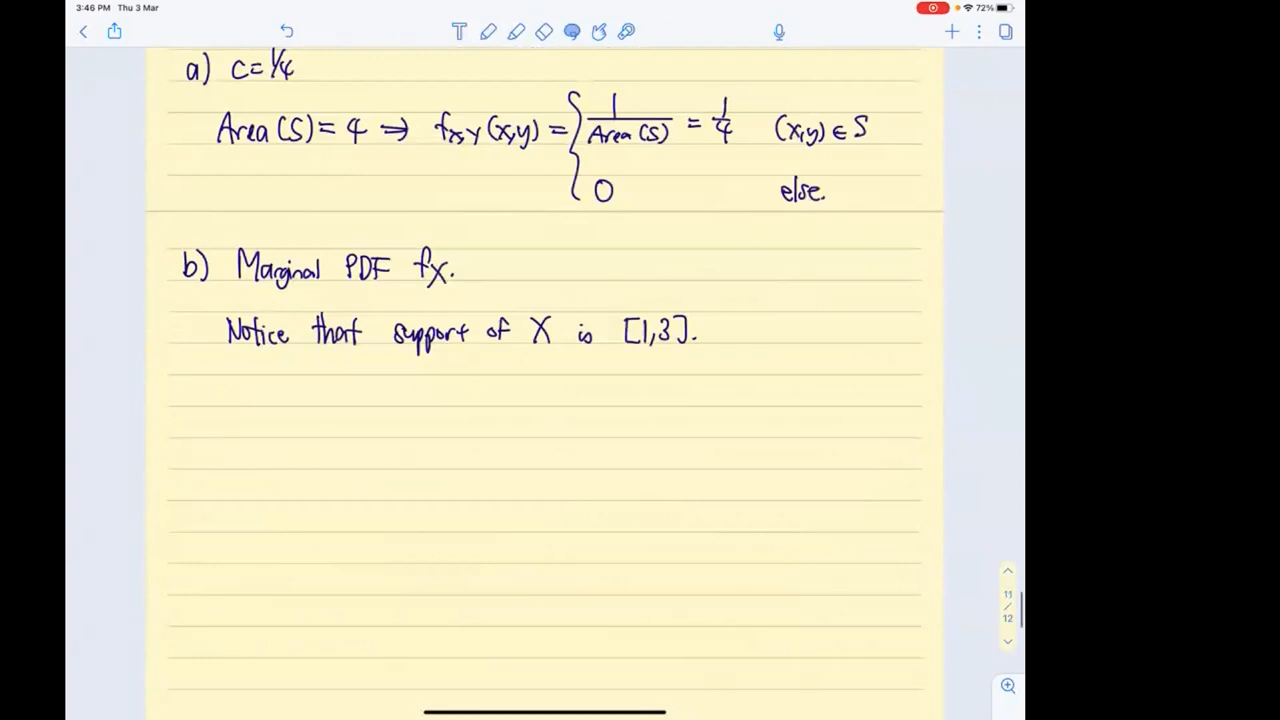 3:46 PM Thu 3 Mar 72%
a) c = 1/4
Area (S) = 4 ⇒ fX,Y (x,y) = { 1/Area (S) = 1/4 (x,y) ∈ S
0 else.
b) Marginal PDF fX.
Notice that support of X is [1,3].
11
/
12